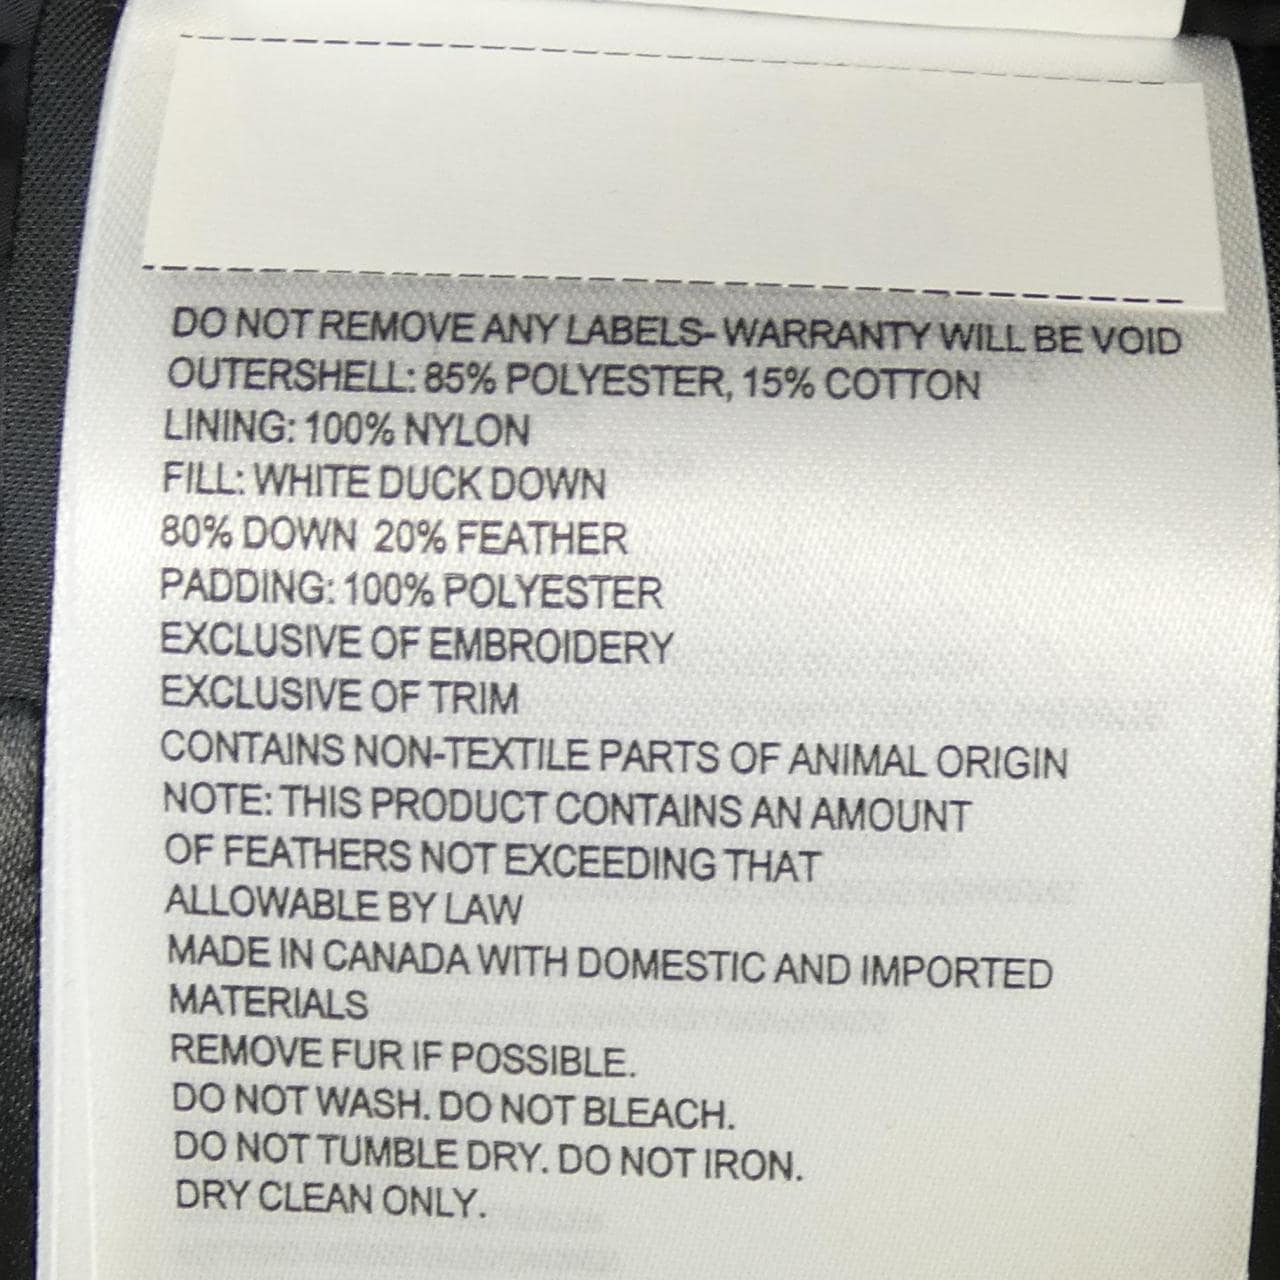 DO NOT REMOVE ANY LABELS- WARRANTY WILL BE VOID
OUTERSHELL: 85% POLYESTER, 15% COTTON
LINING: 100% NYLON
FILL: WHITE DUCK DOWN
80% DOWN 20% FEATHER
PADDING: 100% POLYESTER
EXCLUSIVE OF EMBROIDERY
EXCLUSIVE OF TRIM
CONTAINS NON-TEXTILE PARTS OF ANIMAL ORIGIN
NOTE: THIS PRODUCT CONTAINS AN AMOUNT
OF FEATHERS NOT EXCEEDING THAT
ALLOWABLE BY LAW
MADE IN CANADA WITH DOMESTIC AND IMPORTED
MATERIALS
REMOVE FUR IF POSSIBLE.
DO NOT WASH. DO NOT BLEACH.
DO NOT TUMBLE DRY. DO NOT IRON.
DRY CLEAN ONLY.